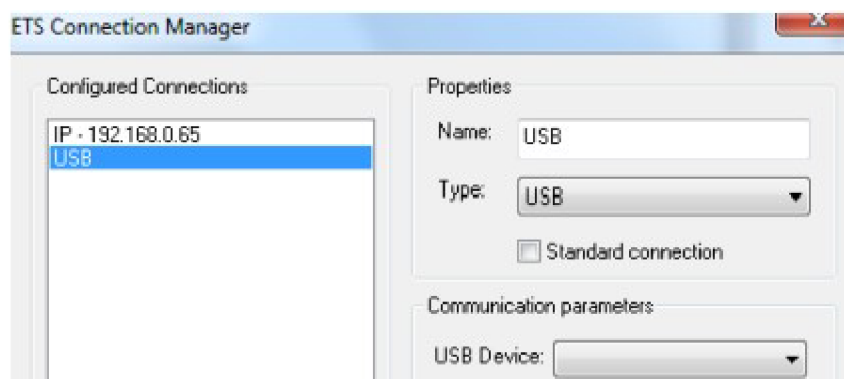 ETS Connection Manager
Configured Connections
IP - 192.168.0.65
USB
Properties
Name: USB
Type: USB
Standard connection
Communication parameters
USB Device: